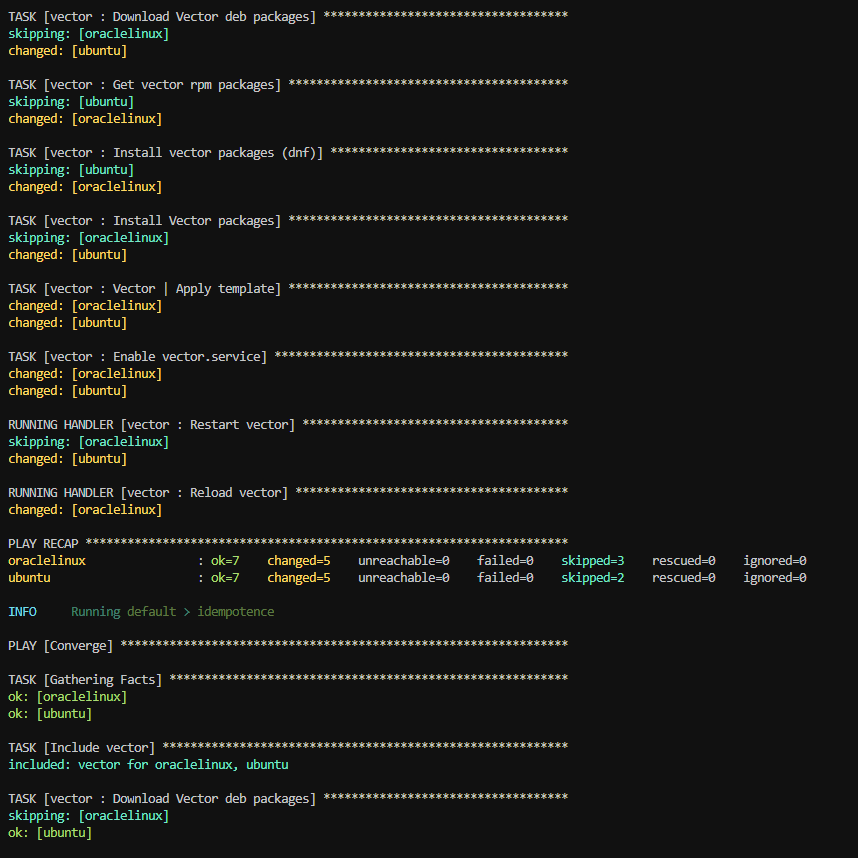 TASK [vector : Download Vector deb packages] ***********************************
skipping: [oraclelinux]
changed: [ubuntu]
TASK [vector : Get vector rpm packages] ****************************************
skipping: [ubuntu]
changed: [oraclelinux]
TASK [vector : Install vector packages (dnf)] **********************************
skipping: [ubuntu]
changed: [oraclelinux]
TASK [vector : Install Vector packages] ****************************************
skipping: [oraclelinux]
changed: [ubuntu]
TASK [vector : Vector | Apply template] ****************************************
changed: [oraclelinux]
changed: [ubuntu]
TASK [vector : Enable vector.service] ******************************************
changed: [oraclelinux]
changed: [ubuntu]
RUNNING HANDLER [vector : Restart vector] **************************************
skipping: [oraclelinux]
changed: [ubuntu]
RUNNING HANDLER [vector : Reload vector] ***************************************
changed: [oraclelinux]
PLAY RECAP *********************************************************************
oraclelinux                : ok=7    changed=5    unreachable=0    failed=0    skipped=3    rescued=0    ignored=0
ubuntu                     : ok=7    changed=5    unreachable=0    failed=0    skipped=2    rescued=0    ignored=0
INFO     Running default > idempotence
PLAY [Converge] ****************************************************************
TASK [Gathering Facts] *********************************************************
ok: [oraclelinux]
ok: [ubuntu]
TASK [Include vector] **********************************************************
included: vector for oraclelinux, ubuntu
TASK [vector : Download Vector deb packages] ***********************************
skipping: [oraclelinux]
ok: [ubuntu]